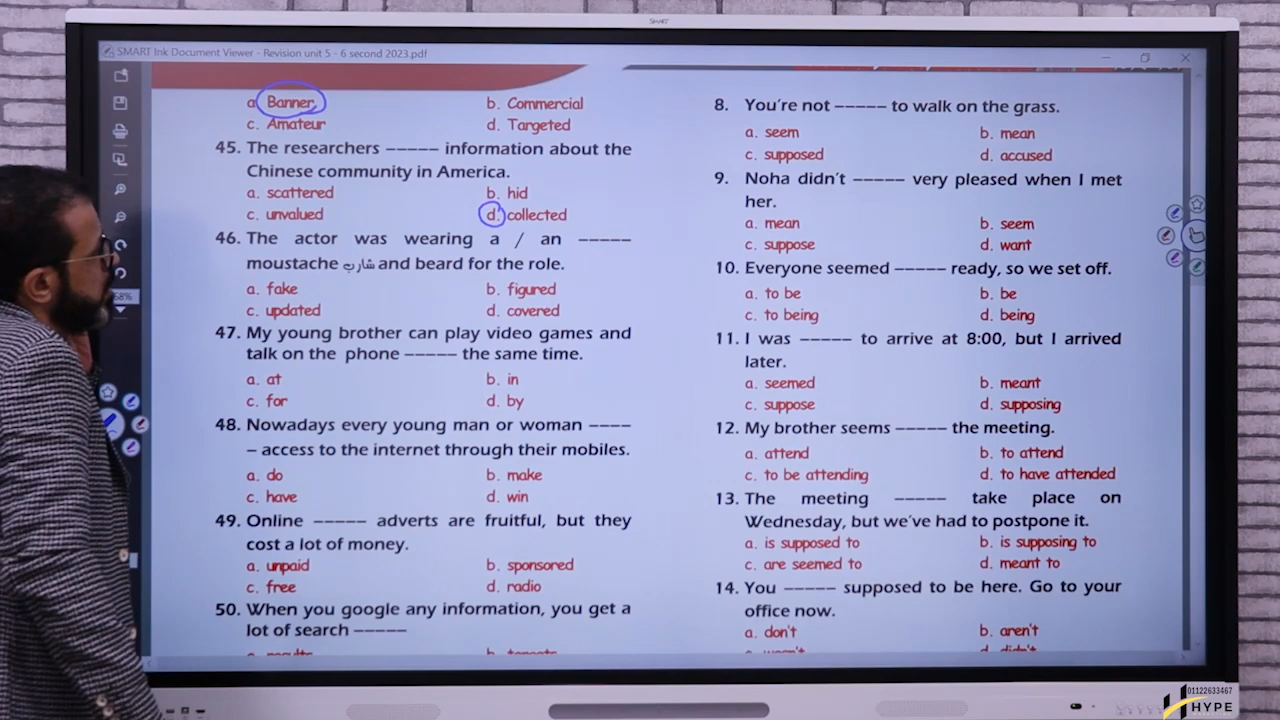 SMART
SMART Ink Document Viewer - Revision unit 5 - 6 second 2023.pdf
a. Banner b. Commercial
c. Amateur d. Targeted
45. The researchers ----- information about the
Chinese community in America.
a. scattered b. hid
c. unvalued d. collected
46. The actor was wearing a / an -----
moustache شارب and beard for the role.
a. fake b. figured
c. updated d. covered
47. My young brother can play video games and
talk on the phone ----- the same time.
a. at b. in
c. for d. by
48. Nowadays every young man or woman ----
- access to the internet through their mobiles.
a. do b. make
c. have d. win
49. Online ----- adverts are fruitful, but they
cost a lot of money.
a. unpaid b. sponsored
c. free d. radio
50. When you google any information, you get a
lot of search -----
a. results b. targets
8. You're not ----- to walk on the grass.
a. seem b. mean
c. supposed d. accused
9. Noha didn't ----- very pleased when I met
her.
a. mean b. seem
c. suppose d. want
10. Everyone seemed ----- ready, so we set off.
a. to be b. be
c. to being d. being
11. I was ----- to arrive at 8:00, but I arrived
later.
a. seemed b. meant
c. suppose d. supposing
12. My brother seems ----- the meeting.
a. attend b. to attend
c. to be attending d. to have attended
13. The meeting ----- take place on
Wednesday, but we've had to postpone it.
a. is supposed to b. is supposing to
c. are seemed to d. meant to
14. You ----- supposed to be here. Go to your
office now.
a. don't b. aren't
c. wasn't d. didn't
68%
01122633467
HYPE